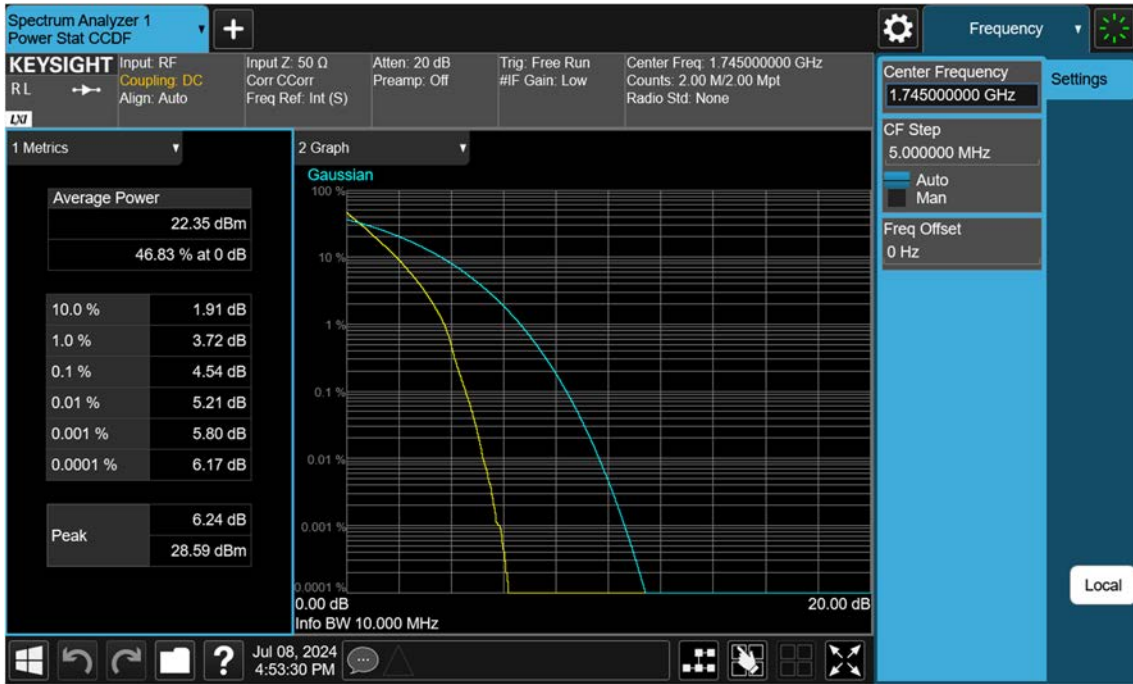 Spectrum Analyzer 1
Power Stat CCDF
+
Frequency
KEYSIGHT
RL
LXI
Input: RF
Coupling: DC
Align: Auto
Input Z: 50 Ω
Corr CCorr
Freq Ref: Int (S)
Atten: 20 dB
Preamp: Off
Trig: Free Run
#IF Gain: Low
Center Freq: 1.745000000 GHz
Counts: 2.00 M/2.00 Mpt
Radio Std: None
Center Frequency
1.745000000 GHz
Settings
CF Step
5.000000 MHz
Auto
Man
Freq Offset
0 Hz
Local
1 Metrics
Average Power
22.35 dBm
46.83 % at 0 dB
10.0 % 1.91 dB
1.0 % 3.72 dB
0.1 % 4.54 dB
0.01 % 5.21 dB
0.001 % 5.80 dB
0.0001 % 6.17 dB
Peak
6.24 dB
28.59 dBm
2 Graph
Gaussian
100 %
10 %
1 %
0.1 %
0.01 %
0.001 %
0.0001 %
0.00 dB 20.00 dB
Info BW 10.000 MHz
?
Jul 08, 2024
4:53:30 PM